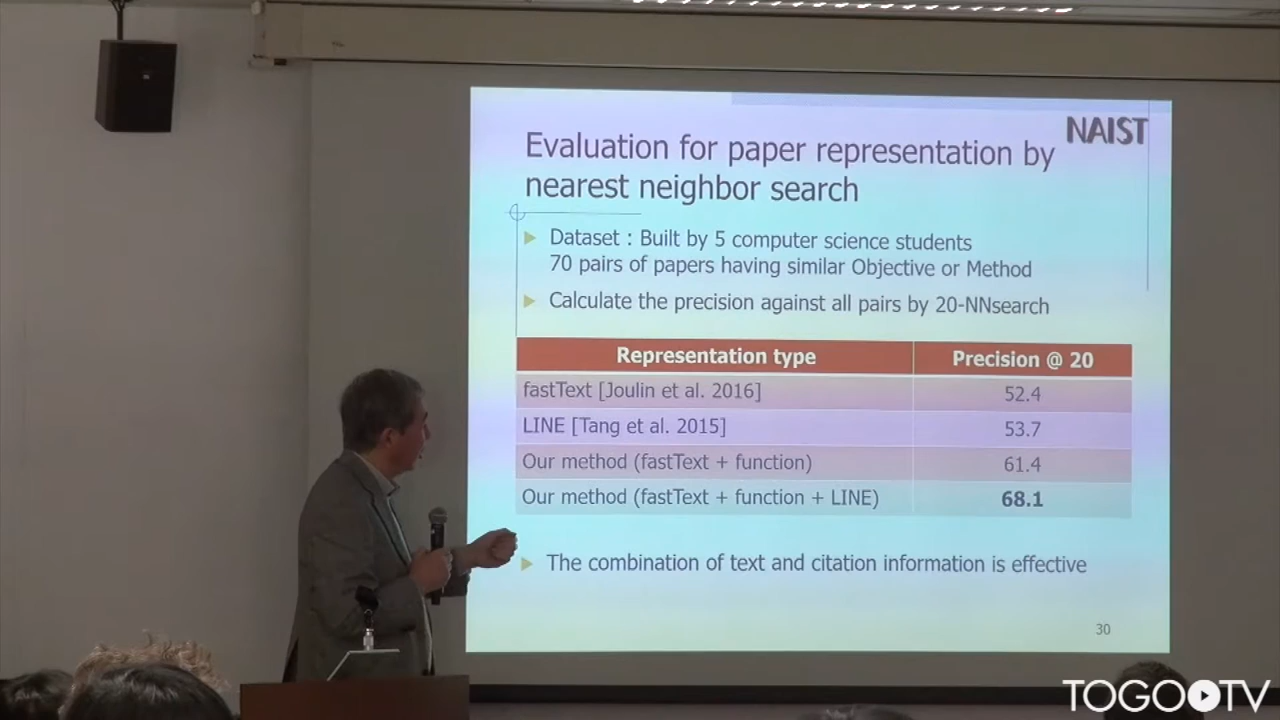 NAIST
Evaluation for paper representation by
nearest neighbor search
Dataset : Built by 5 computer science students
70 pairs of papers having similar Objective or Method
Calculate the precision against all pairs by 20-NNsearch
Representation type Precision @ 20
fastText [Joulin et al. 2016] 52.4
LINE [Tang et al. 2015] 53.7
Our method (fastText + function) 61.4
Our method (fastText + function + LINE) 68.1
The combination of text and citation information is effective
30
TOGO TV